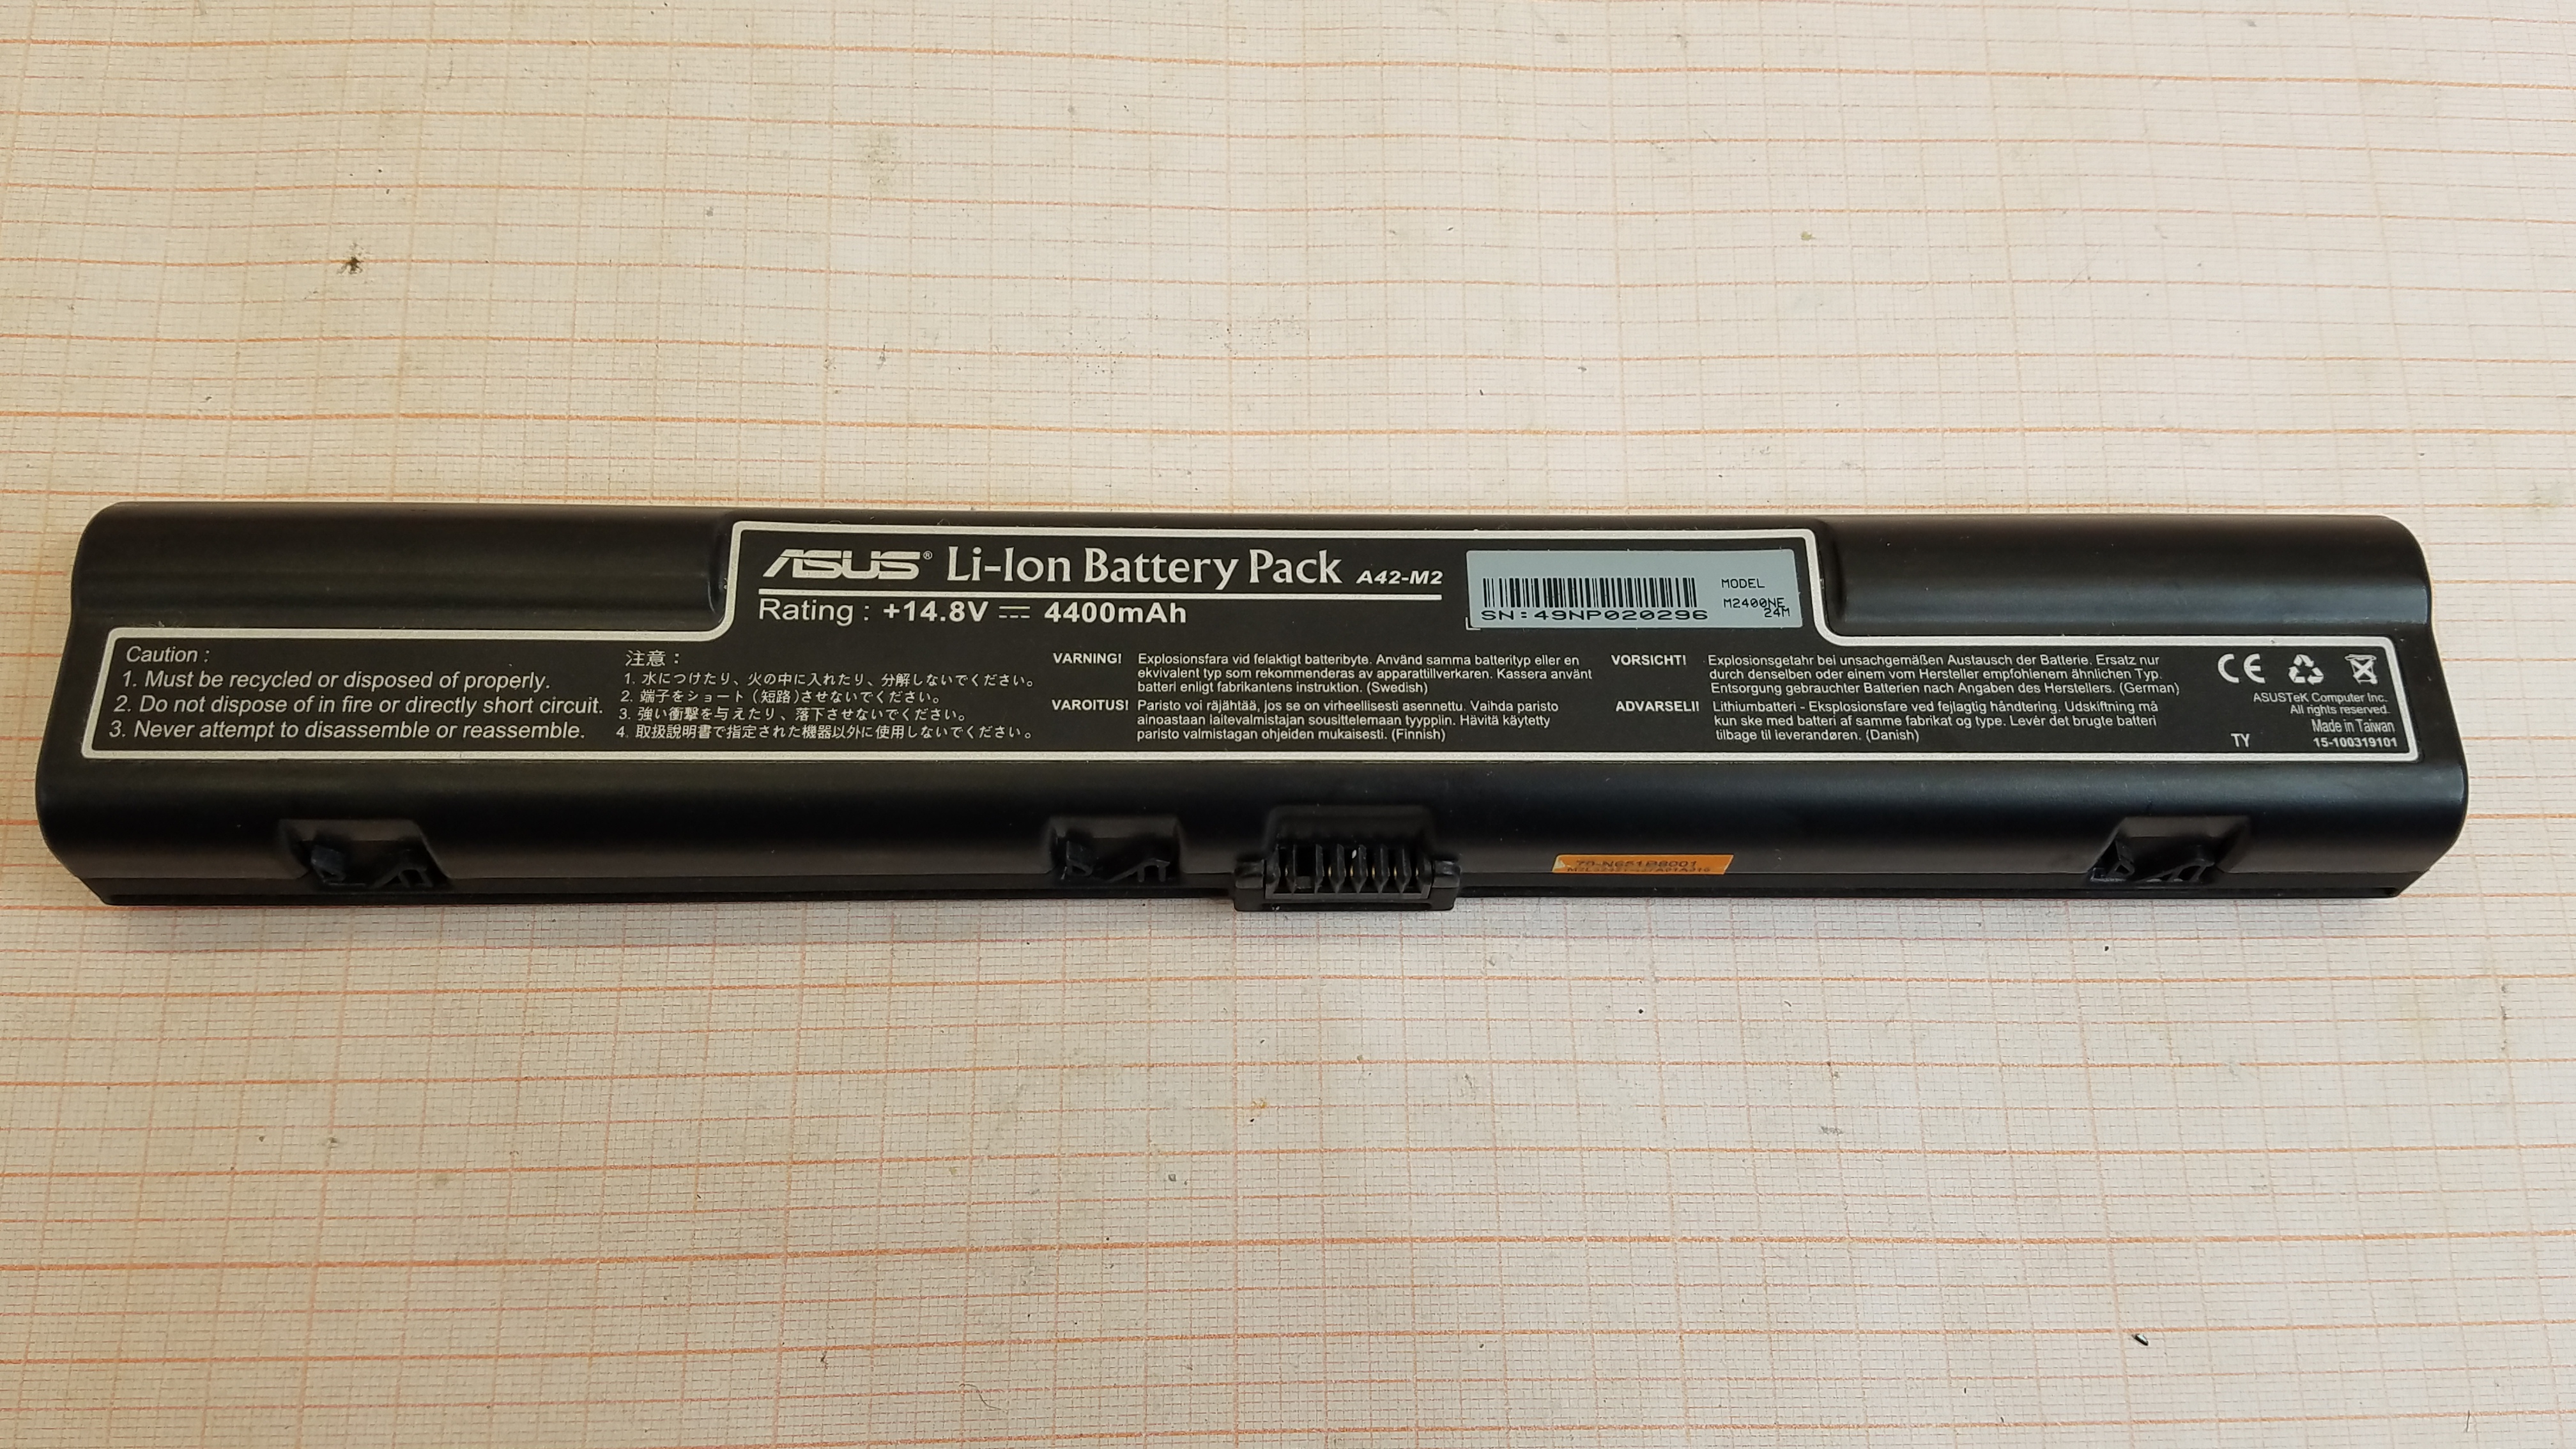 ASUS® Li-Ion Battery Pack A42-M2
Rating : +14.8V ⎓ 4400mAh
SN:49NP020296
MODEL
M2400NE
24M
Caution :
1. Must be recycled or disposed of properly.
2. Do not dispose of in fire or directly short circuit.
3. Never attempt to disassemble or reassemble.
注意：
1. 水につけたり、火の中に入れたり、分解しないでください。
2. 端子をショート（短路）させないでください。
3. 強い衝撃を与えたり、落下させないでください。
4. 取扱説明書で指定された機器以外に使用しないでください。
VARNING! Explosionsfara vid felaktigt batteribyte. Använd samma batterityp eller en
ekvivalent typ som rekommenderas av apparattillverkaren. Kassera använt
batteri enligt fabrikantens instruktion. (Swedish)
VAROITUS! Paristo voi räjähtää, jos se on virheellisesti asennettu. Vaihda paristo
ainoastaan laitevalmistajan sousittelemaan tyypplin. Hävitä käytetty
paristo valmistagan ohjeiden mukaisesti. (Finnish)
VORSICHT! Explosionsgetahr bei unsachgemäßen Austausch der Batterie. Ersatz nur
durch denselben oder einem vom Hersteller empfohlenem ähnlichen Typ.
Entsorgung gebrauchter Batterien nach Angaben des Herstellers. (German)
ADVARSELI! Lithiumbatteri - Eksplosionsfare ved fejlagtig håndtering. Udskiftning må
kun ske med batteri af samme fabrikat og type. Levér det brugte batteri
tilbage til leverandøren. (Danish)
CE
ASUSTeK Computer Inc.
All rights reserved.
Made in Taiwan
TY 15-100319101
70-N651B8001